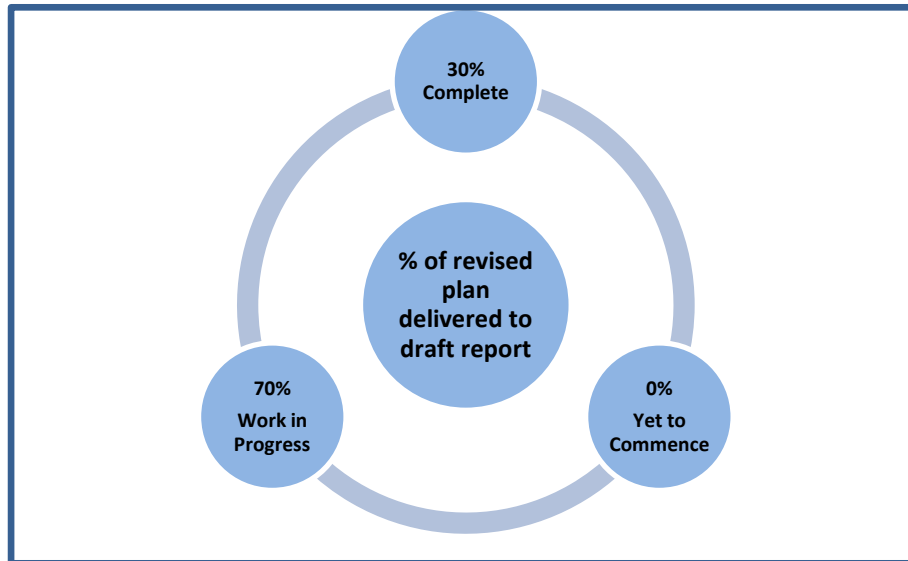 30%
Complete
% of revised
plan
delivered to
draft report
70%
Work in
Progress
0%
Yet to
Commence